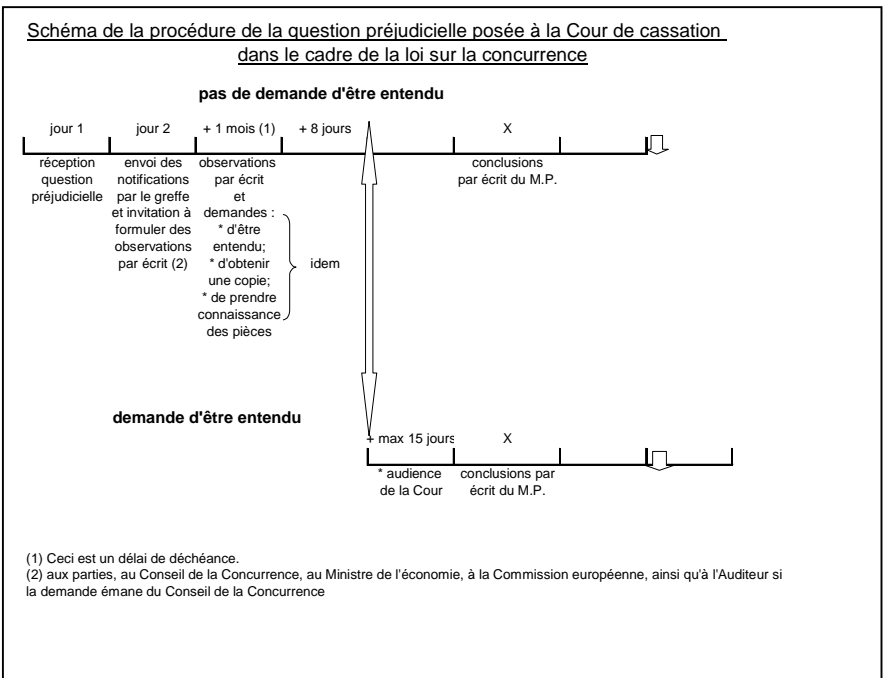 Schéma de la procédure de la question préjudicielle posée à la Cour de cassation
dans le cadre de la loi sur la concurrence
pas de demande d'être entendu
jour 1
jour 2
+ 1 mois (1)
+ 8 jours
X
réception
question
préjudicielle
envoi des
notifications
par le greffe
et invitation à
formuler des
observations
par écrit (2)
observations
par écrit
et
demandes :
* d'être
entendu;
* d'obtenir
une copie;
* de prendre
connaissance
des pièces
idem
conclusions
par écrit du M.P.
demande d'être entendu
+ max 15 jours
X
* audience
de la Cour
conclusions par
écrit du M.P.
(1) Ceci est un délai de déchéance.
(2) aux parties, au Conseil de la Concurrence, au Ministre de l'économie, à la Commission européenne, ainsi qu'à l'Auditeur si
la demande émane du Conseil de la Concurrence